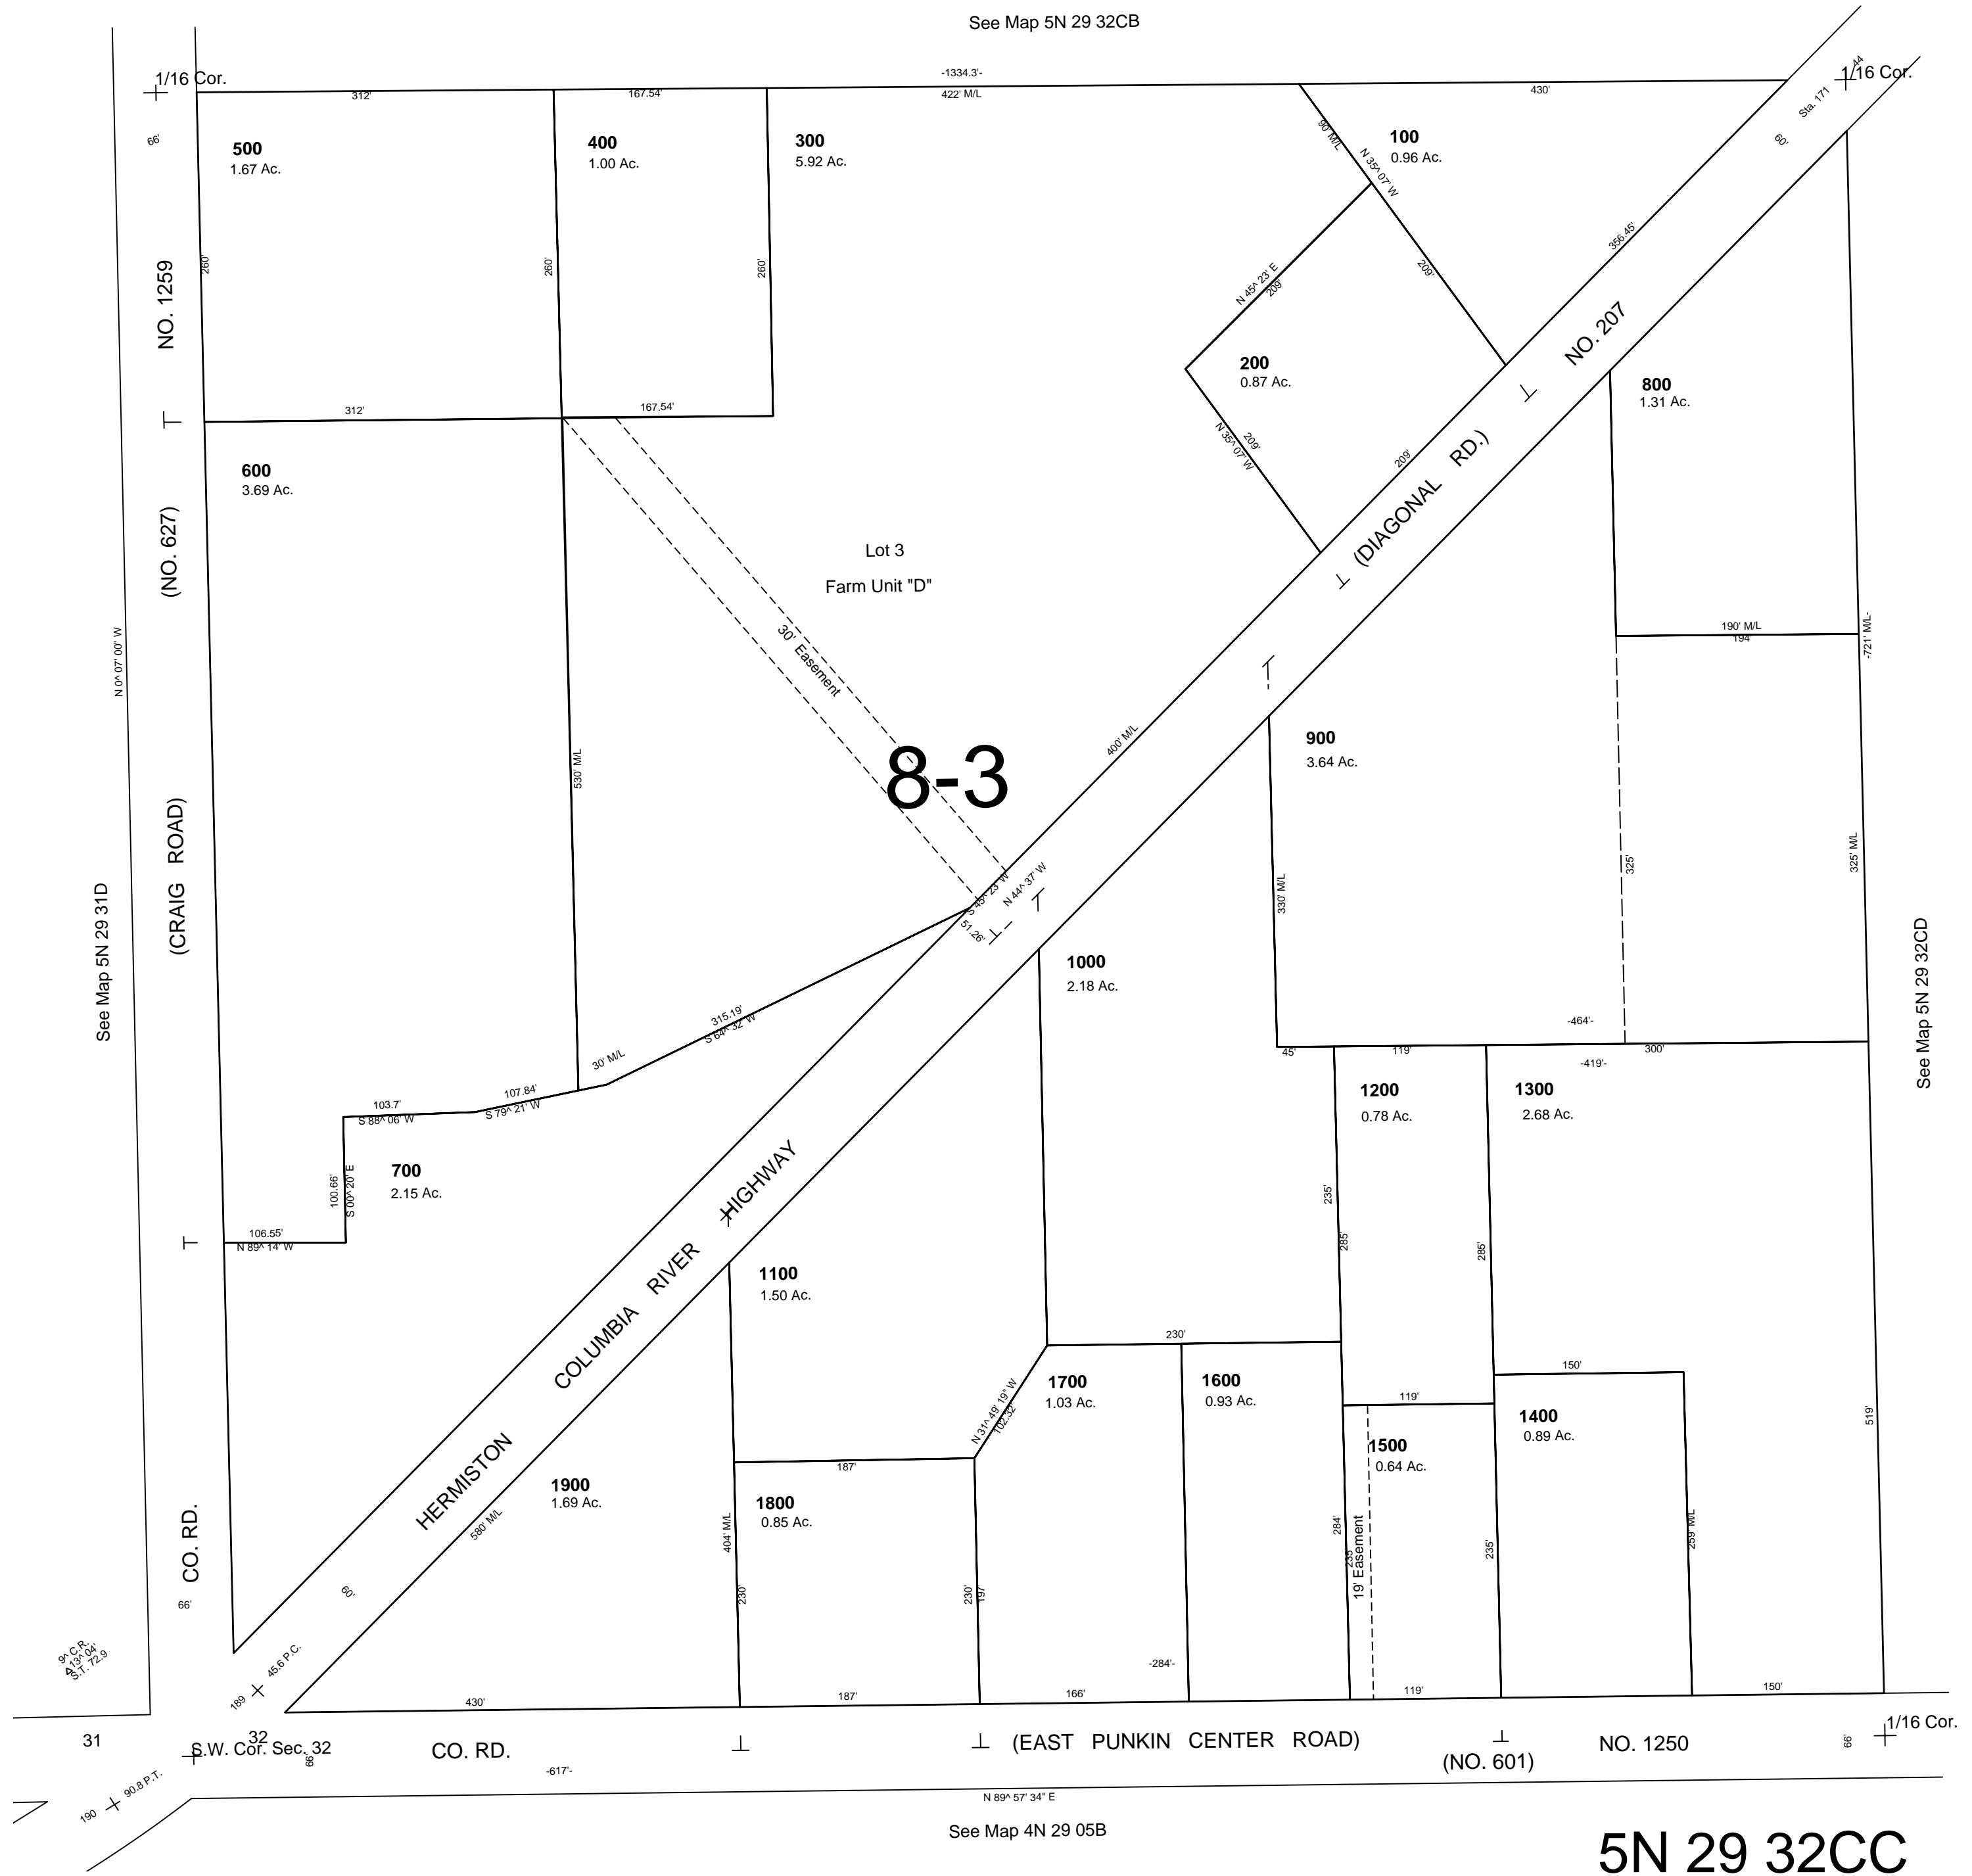 See Map 5N 29 32CB
1/16 Cor.
-1334.3'-
1/16 Cor.
312'
167.54'
422' M/L
430'
Sta. 171
44
66'
60'
500
1.67 Ac.
400
1.00 Ac.
300
5.92 Ac.
90' M/L
N 35^ 07' W
100
0.96 Ac.
260'
260'
260'
NO. 1259
N 45^ 23' E
209'
209'
356.45'
NO. 207
200
0.87 Ac.
800
1.31 Ac.
312'
167.54'
209'
N 35^ 07' W
209'
(DIAGONAL RD.)
600
3.69 Ac.
(NO. 627)
Lot 3
Farm Unit "D"
N 0^ 07' 00" W
30' Easement
190' M/L
194'
-721' M/L-
530' M/L
8-3
400' M/L
900
3.64 Ac.
(CRAIG ROAD)
See Map 5N 29 31D
325'
325' M/L
330' M/L
S 45^ 23' W
N 44^ 37' W
51.26'
See Map 5N 29 32CD
1000
2.18 Ac.
315.19'
S 64^ 32' W
30' M/L
-464'-
45'
119'
300'
-419'-
103.7'
S 88^ 06' W
107.84'
S 79^ 21' W
1200
0.78 Ac.
1300
2.68 Ac.
700
2.15 Ac.
100.66'
S 00^ 20' E
106.55'
N 89^ 14' W
235'
285'
285'
HERMISTON COLUMBIA RIVER HIGHWAY
1100
1.50 Ac.
230'
N 31^ 49' 19" W
102.32'
1700
1.03 Ac.
1600
0.93 Ac.
150'
119'
1400
0.89 Ac.
519'
1500
0.64 Ac.
187'
1900
1.69 Ac.
1800
0.85 Ac.
580' M/L
404' M/L
230'
230'
197'
284'
235'
19' Easement
235'
259' M/L
CO. RD.
66'
60'
9^ C.R.
Δ 13^ 04'
S.T. 72.9
189
45.6 P.C.
-284'-
430'
187'
166'
119'
150'
31
32
S.W. Cor. Sec. 32
66'
CO. RD.
(EAST PUNKIN CENTER ROAD)
(NO. 601)
NO. 1250
66'
1/16 Cor.
-617'-
190
90.8 P.T.
N 89^ 57' 34" E
See Map 4N 29 05B
5N 29 32CC